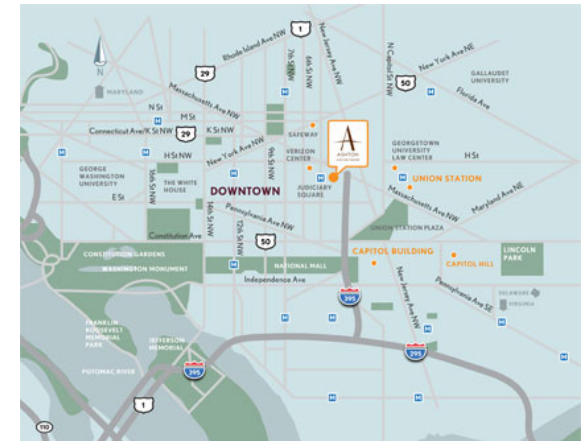 1
Rhode Island Ave NW
29
7th St NW
6th St NW
New Jersey Ave NW
N Capitol St NW
New York Ave NE
50
GALLAUDET
UNIVERSITY
Florida Ave
N
MARYLAND
Massachusetts Ave NW
M
N St
M St
Connecticut Ave/K St NW
29
K St NW
SAFEWAY
A
ASHTON
H St NW
New York Ave NW
9th St NW
VERIZON
CENTER
GEORGETOWN
UNIVERSITY
LAW CENTER
H St
GEORGE
WASHINGTON
UNIVERSITY
16th St NW
THE WHITE
HOUSE
DOWNTOWN
JUDICIARY
SQUARE
UNION STATION
Massachusetts Ave NW
Maryland Ave NE
E St
14th St NW
12th St NW
Pennsylvania Ave NW
UNION STATION PLAZA
Constitution Ave
50
CONSTITUTION GARDENS
WASHINGTON MONUMENT
NATIONAL MALL
CAPITOL BUILDING
CAPITOL HILL
LINCOLN
PARK
Independence Ave
395
New Jersey Ave NW
Pennsylvania Ave SE
DELAWARE
VIRGINIA
FRANKLIN
ROOSEVELT
MEMORIAL
PARK
JEFFERSON
MEMORIAL
POTOMAC RIVER
395
395
1
110